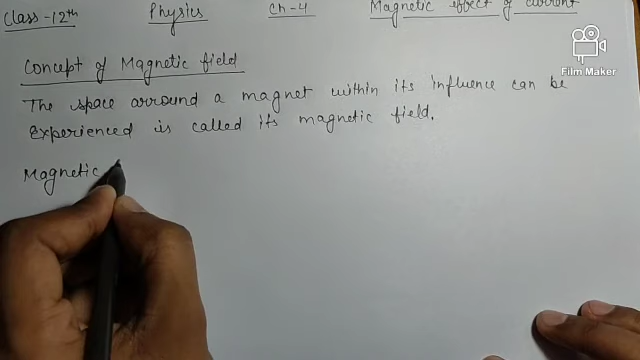 Class-12th Physics Ch-4 Magnetic effect of current
Film Maker
Concept of Magnetic field
The space arround a magnet within its influence can be
Experienced is called its magnetic field.
Magnetic